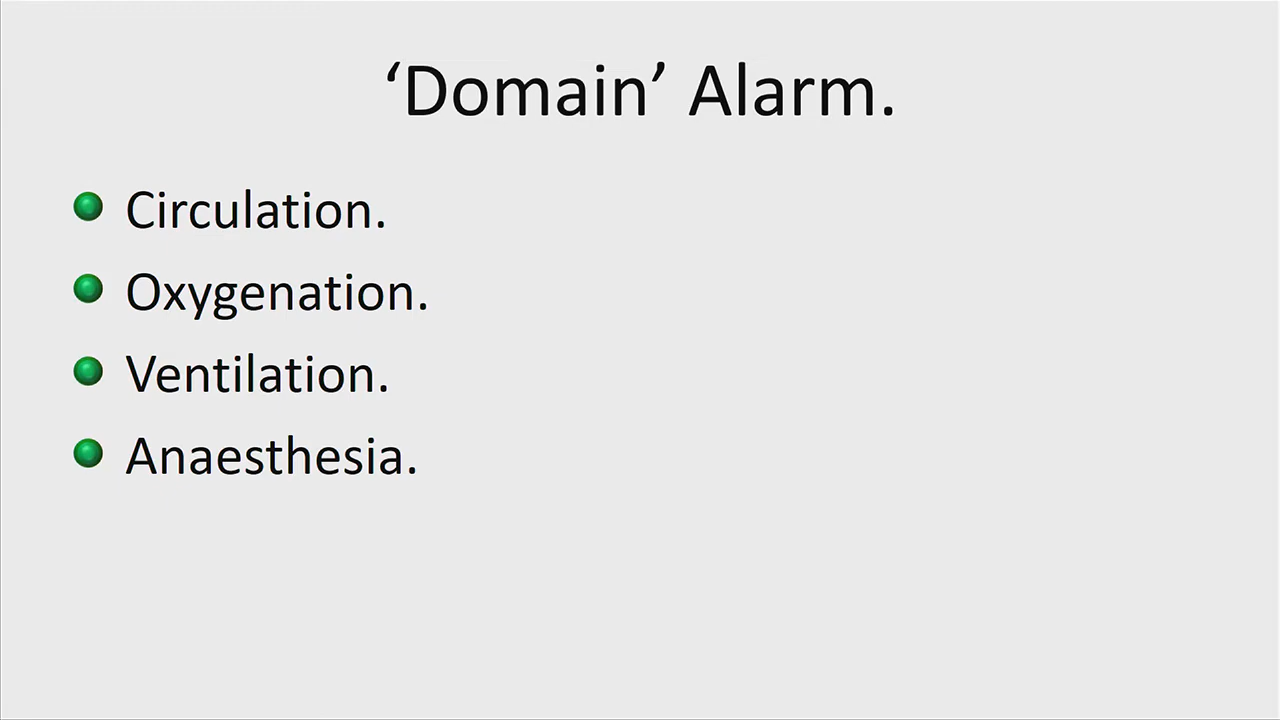 ‘Domain’ Alarm.
Circulation.
Oxygenation.
Ventilation.
Anaesthesia.